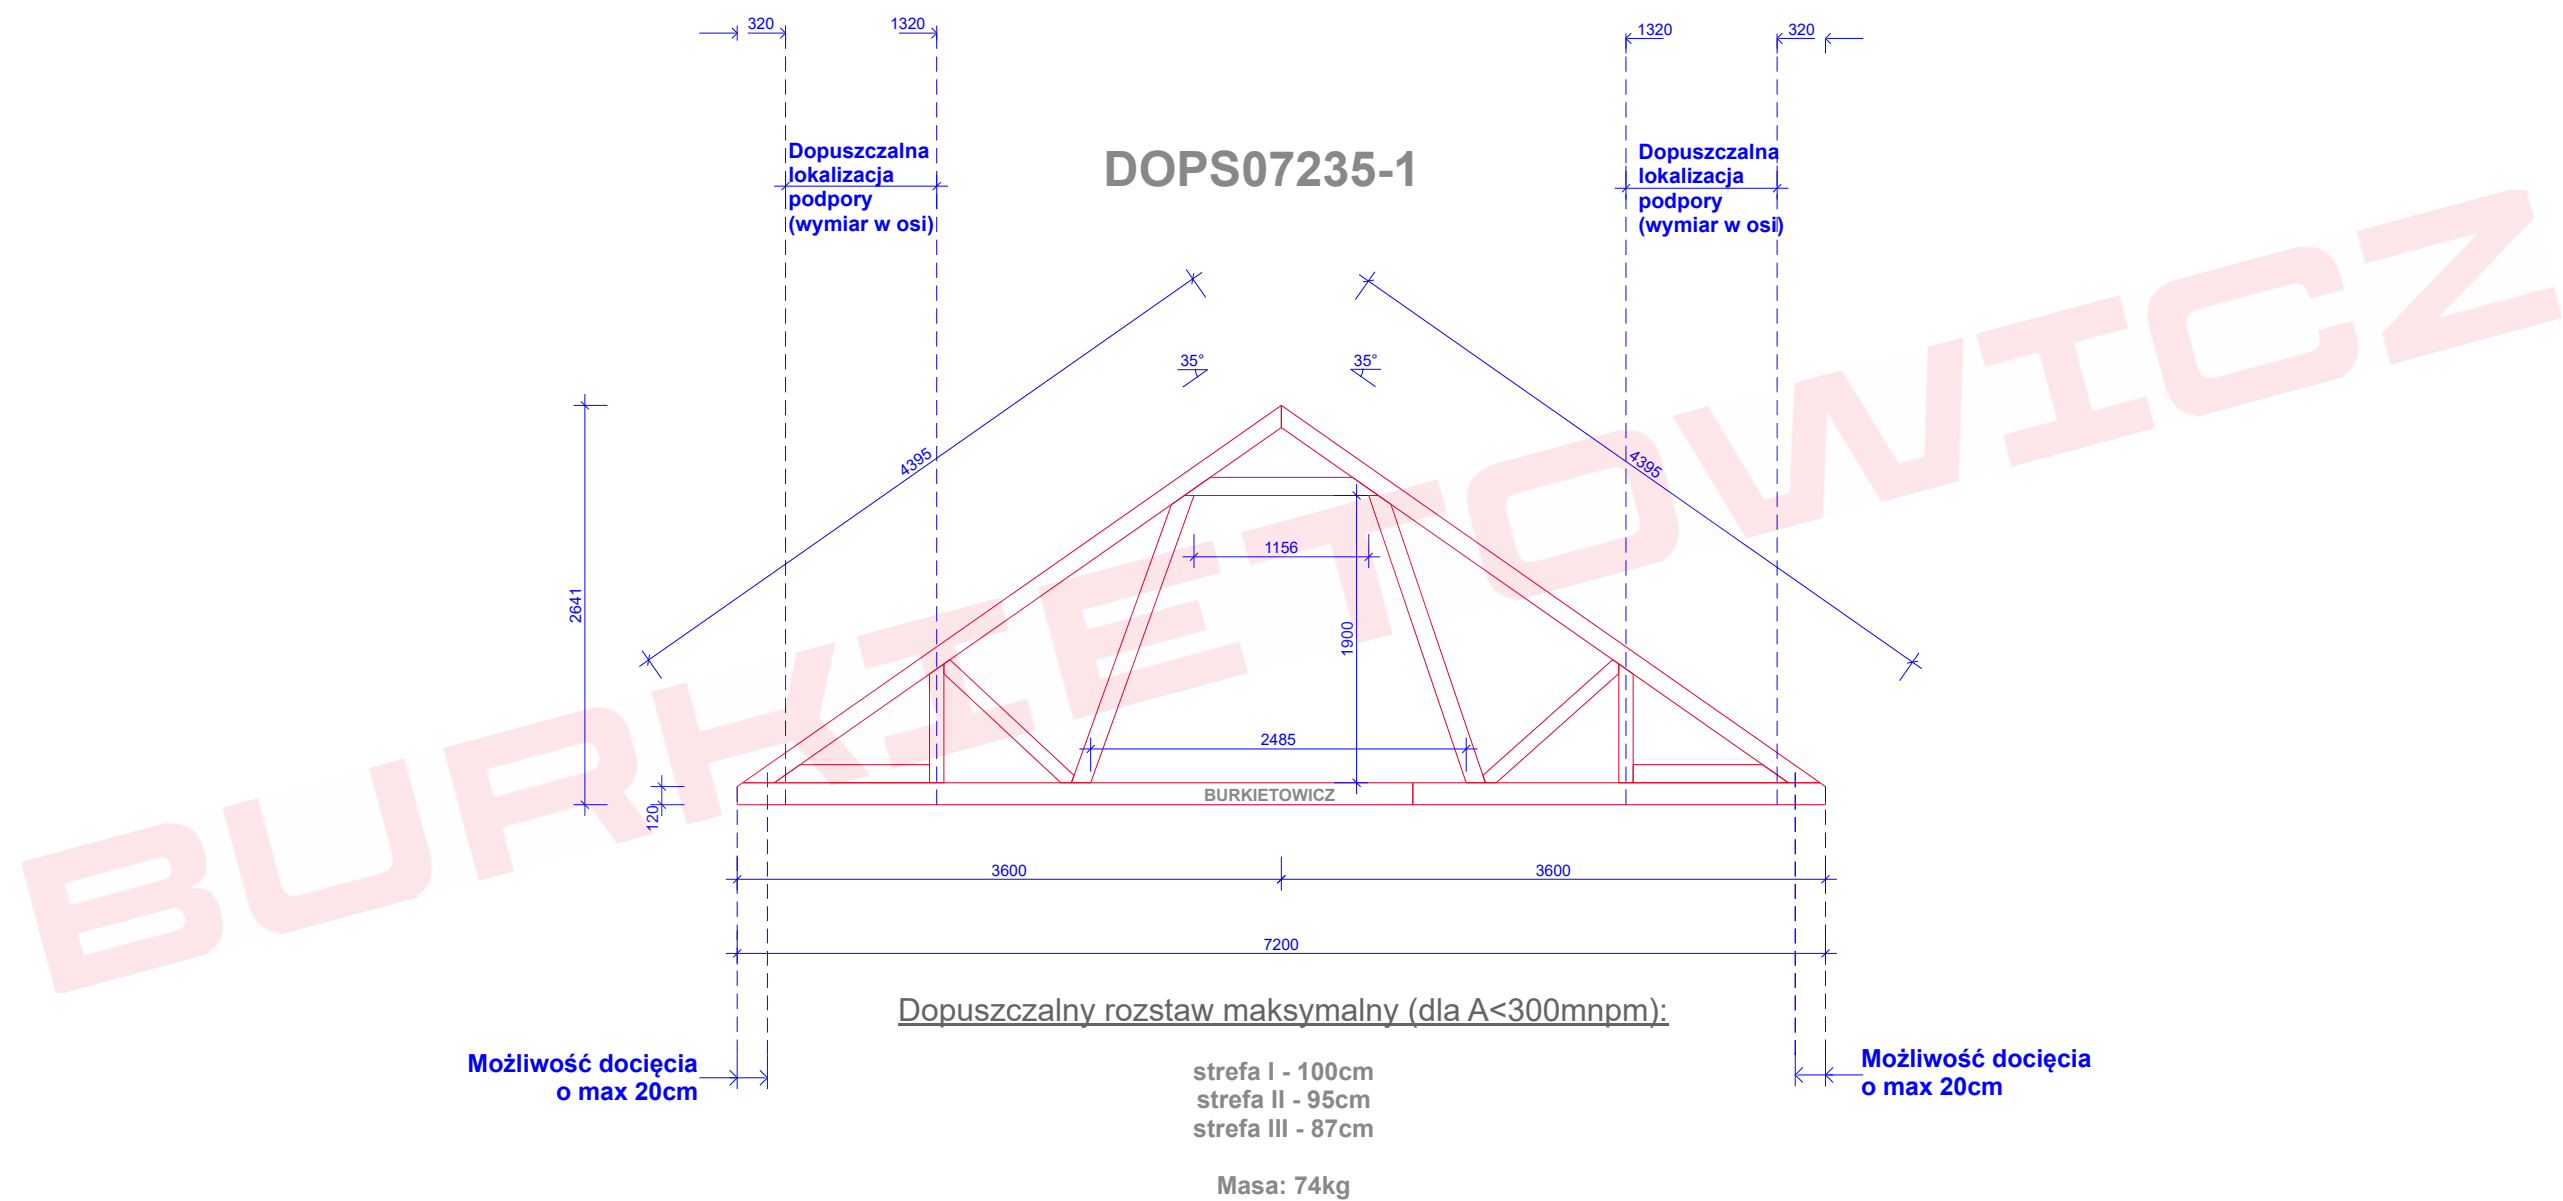 320
1320
1320
320
Dopuszczalna
lokalizacja
podpory
(wymiar w osi)
DOPS07235-1
Dopuszczalna
lokalizacja
podpory
(wymiar w osi)
35°
35°
4395
4395
2641
1156
1900
2485
120
BURKIETOWICZ
BURKIETOWICZ
3600
3600
7200
Dopuszczalny rozstaw maksymalny (dla A<300mnpm):
Możliwość docięcia
o max 20cm
Możliwość docięcia
o max 20cm
strefa I - 100cm
strefa II - 95cm
strefa III - 87cm
Masa: 74kg